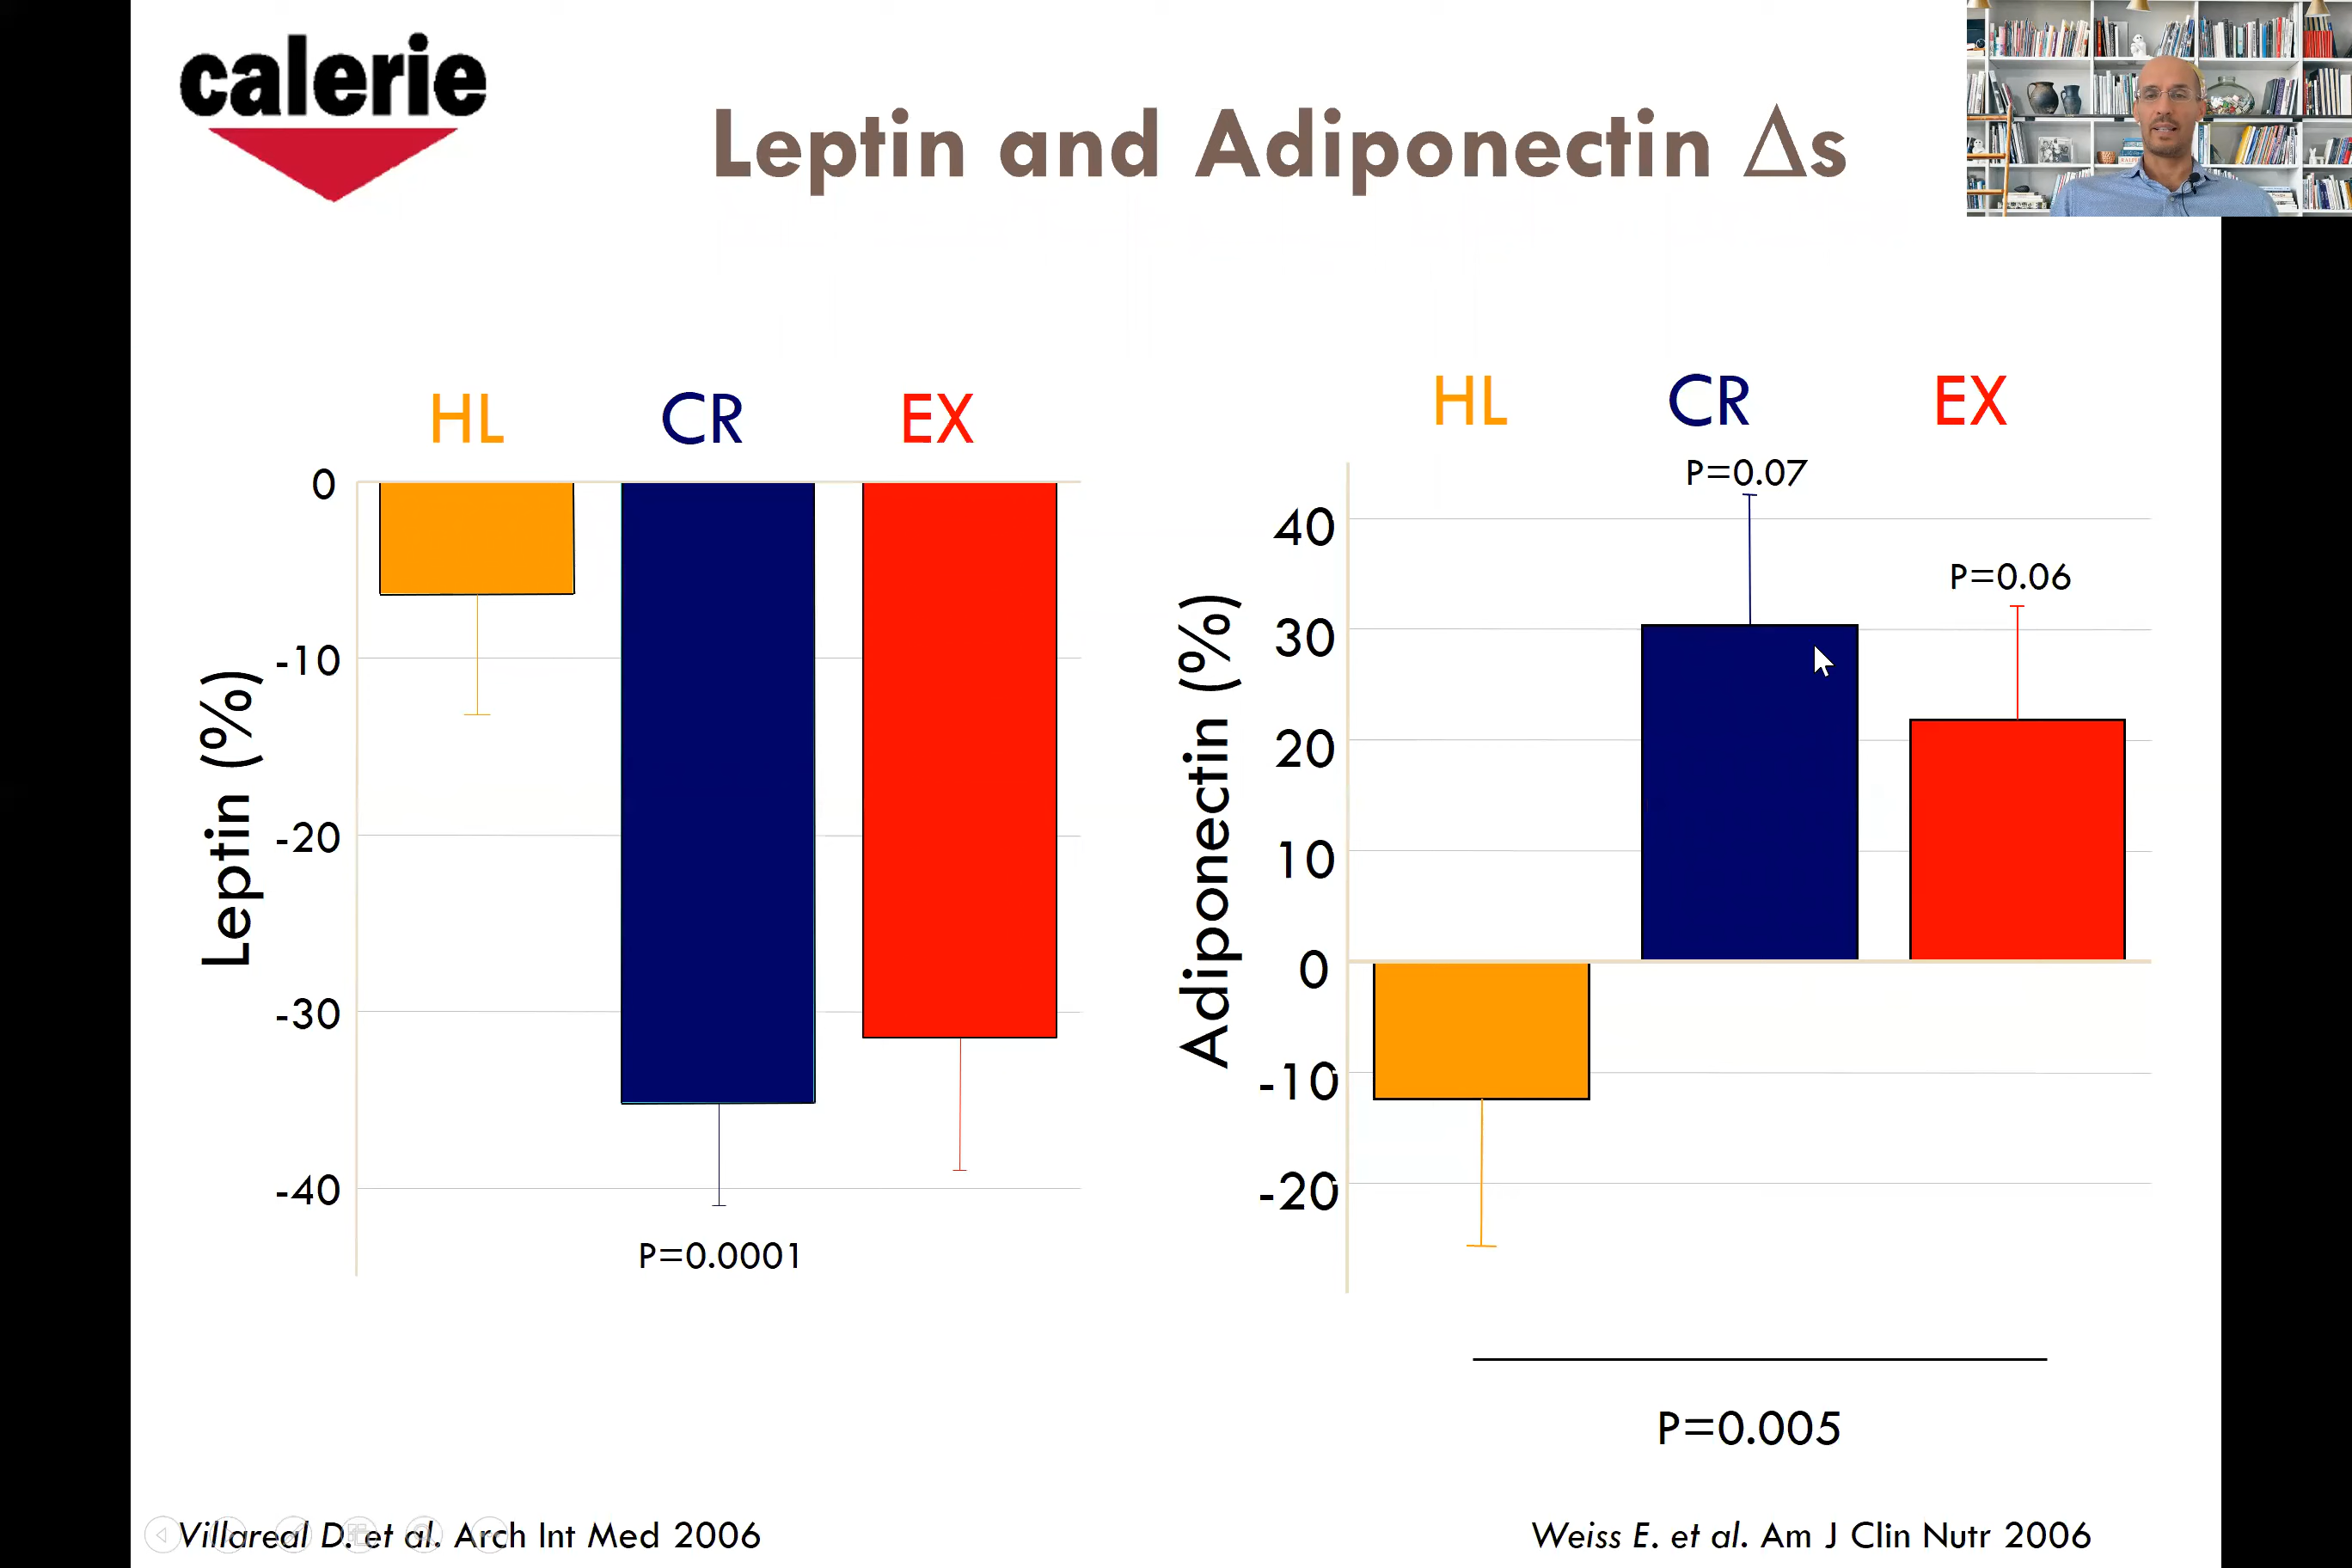 calerie
Leptin and Adiponectin Δs
HL CR EX
0
-10
-20
-30
-40
Leptin (%)
P=0.0001
HL CR EX
P=0.07
P=0.06
40
30
20
10
0
-10
-20
Adiponectin (%)
P=0.005
Villareal D. et al. Arch Int Med 2006
Weiss E. et al. Am J Clin Nutr 2006